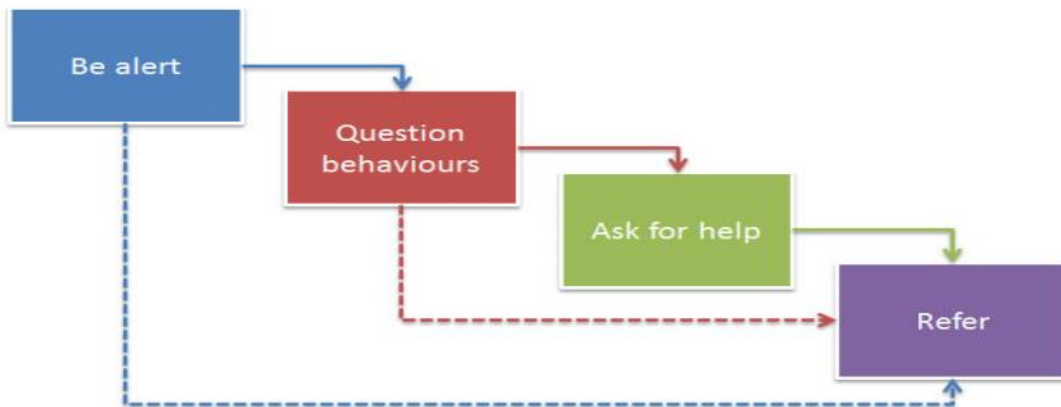 Be alert
Question
behaviours
Ask for help
Refer